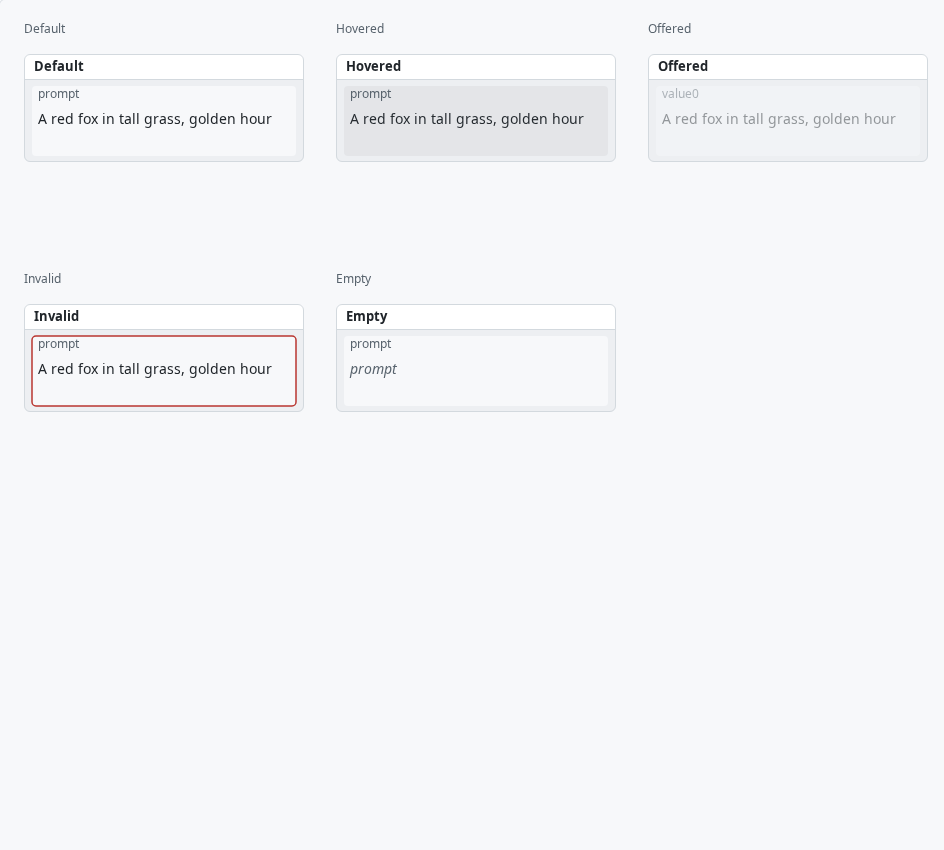 Default
Hovered
Offered
Default
Hovered
Offered
prompt
prompt
value0
A red fox in tall grass, golden hour
A red fox in tall grass, golden hour
A red fox in tall grass, golden hour
Invalid
Empty
Invalid
Empty
prompt
prompt
A red fox in tall grass, golden hour
prompt